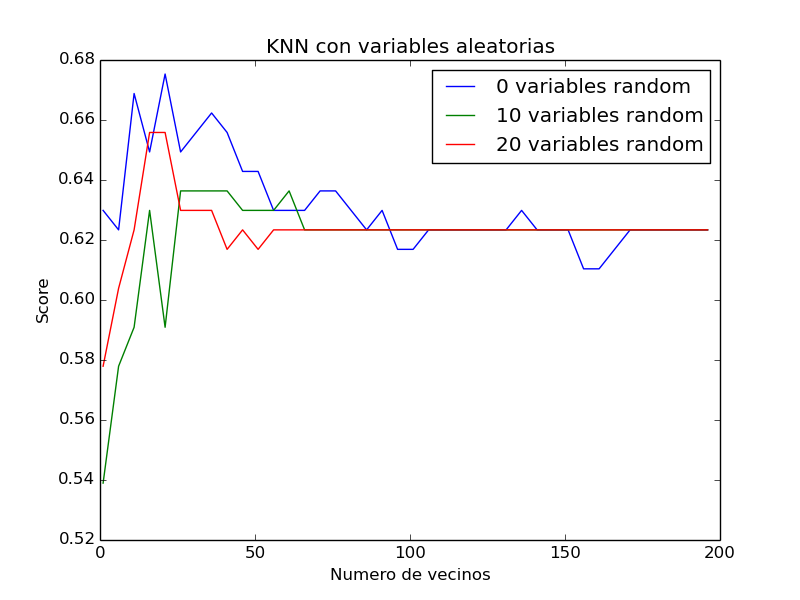 KNN con variables aleatorias
0.68
0.66
0.64
0.62
0.60
0.58
0.56
0.54
0.52
Score
0 variables random
10 variables random
20 variables random
0
50
100
150
200
Numero de vecinos